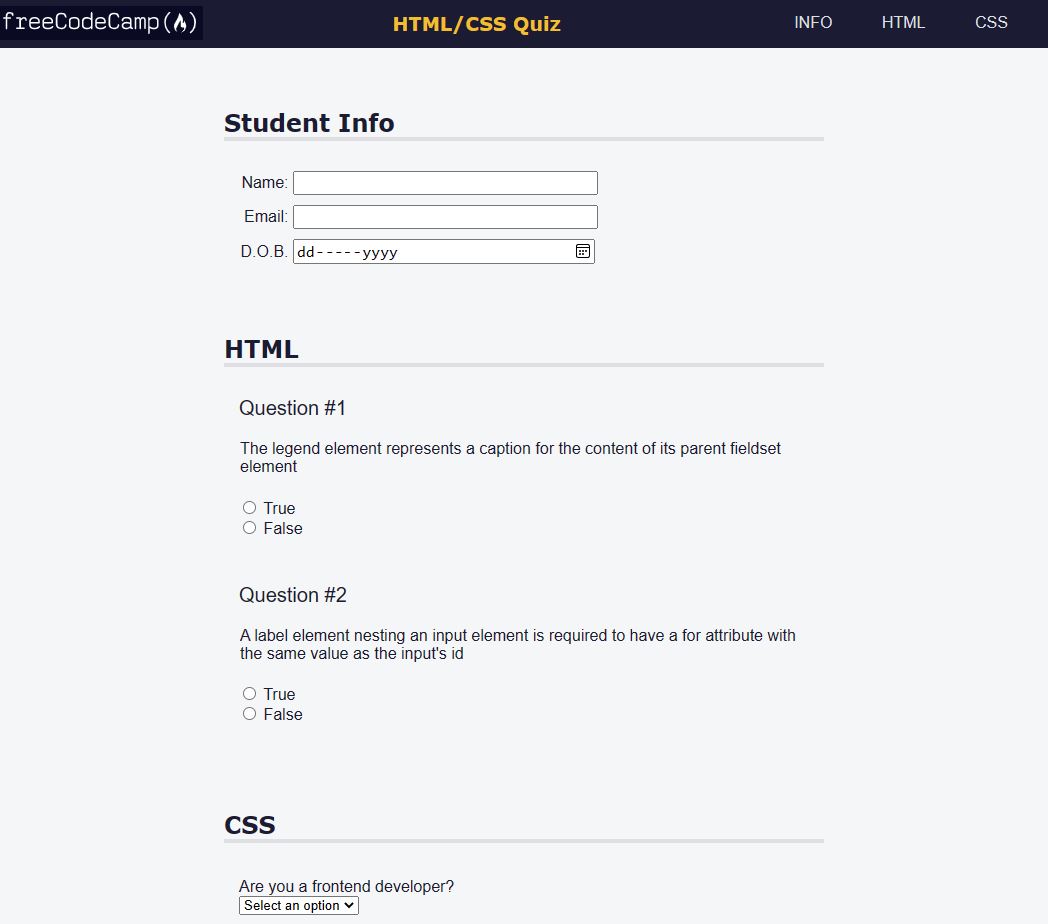 freeCodeCamp(🔥)
HTML/CSS Quiz
INFO
HTML
CSS
Student Info
Name:
Email:
D.O.B.
dd-----yyyy
HTML
Question #1
The legend element represents a caption for the content of its parent fieldset
element
True
False
Question #2
A label element nesting an input element is required to have a for attribute with
the same value as the input's id
True
False
CSS
Are you a frontend developer?
Select an option